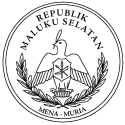 REPUBLIK
MALUKU SELATAN
MENA - MURIA